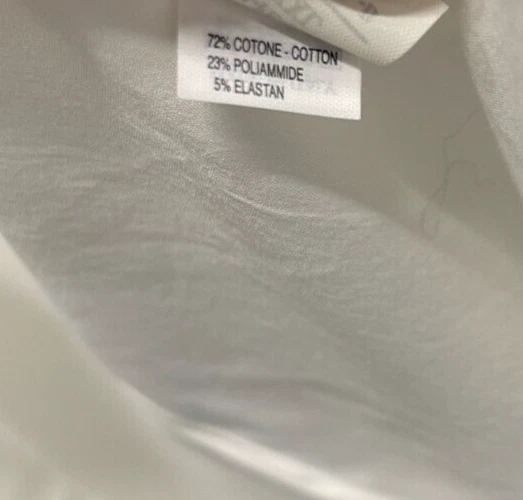 72% COTONE - COTTON
23% POLIAMMIDE
5% ELASTAN